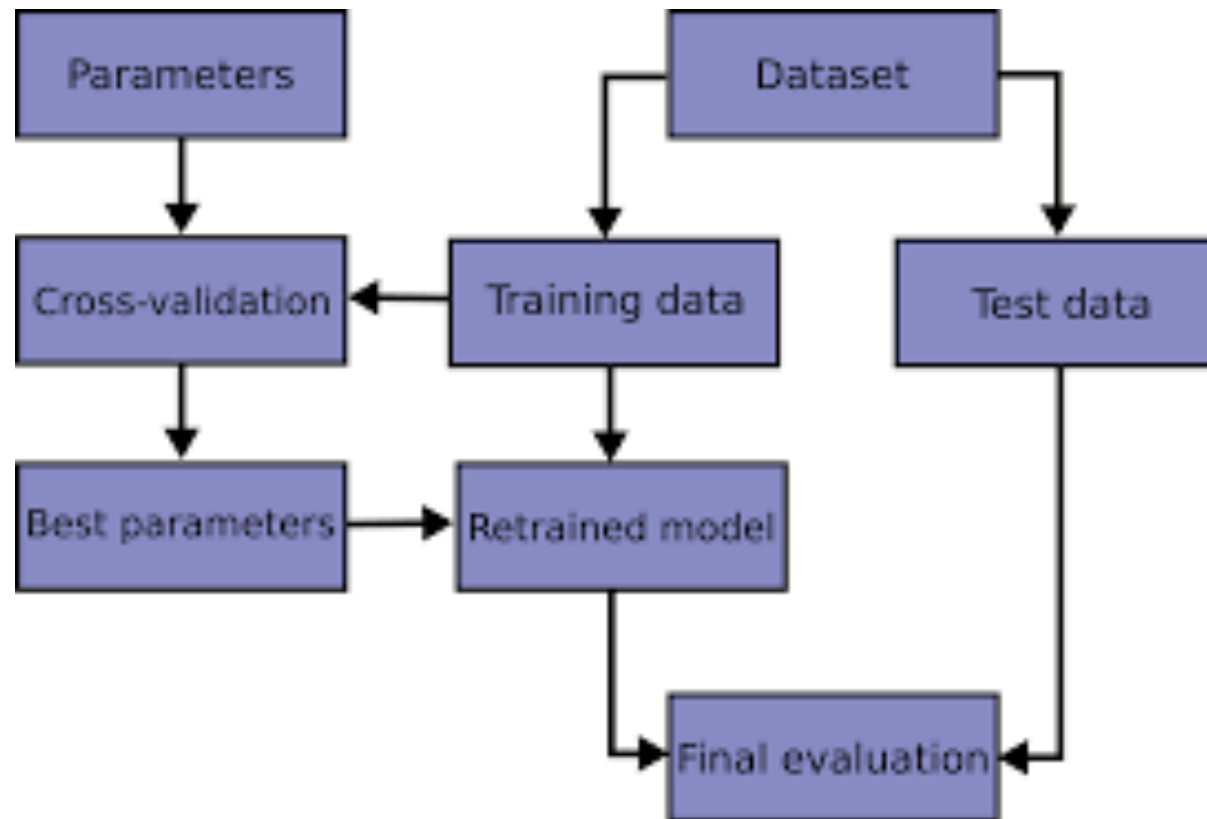 Parameters
Dataset
Cross-validation
Training data
Test data
Best parameters
Retrained model
Final evaluation